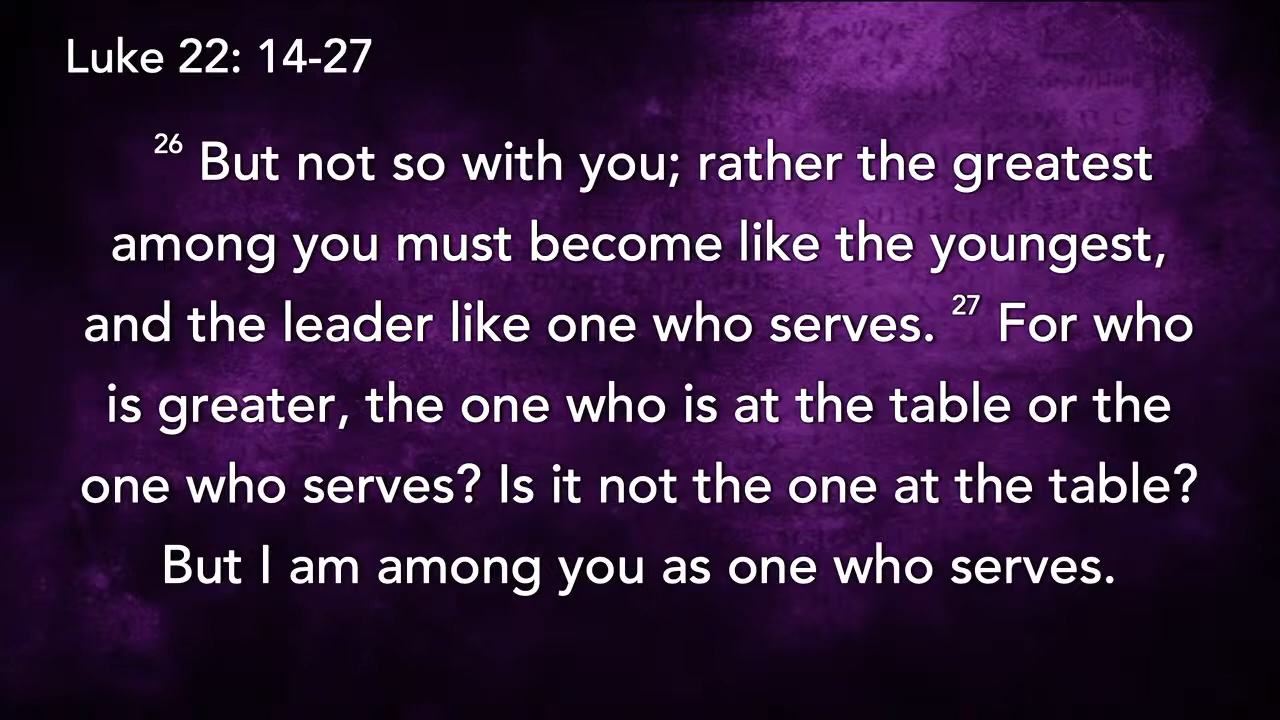 Luke 22: 14-27
26 But not so with you; rather the greatest
among you must become like the youngest,
and the leader like one who serves. 27 For who
is greater, the one who is at the table or the
one who serves? Is it not the one at the table?
But I am among you as one who serves.